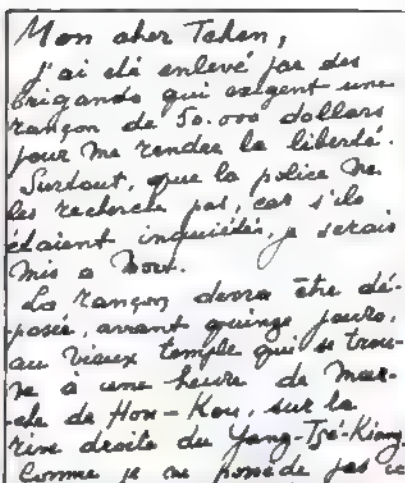 Mon cher Tchen,
j'ai été enlevé par des
brigands qui exigent une
rançon de 50.000 dollars
pour me rendre la liberté.
Surtout, que la police ne
les recherche pas, car s'ils
étaient inquiétés, je serais
mis a mort.
La rançon devra être dé-
posée, avant quinze jours,
au vieux temple qui se trou-
ve à une heure de mar-
che de Hou-Kou, sur la
rive droite du Yang-Tsé-Kiang.
Comme je ne possède pas